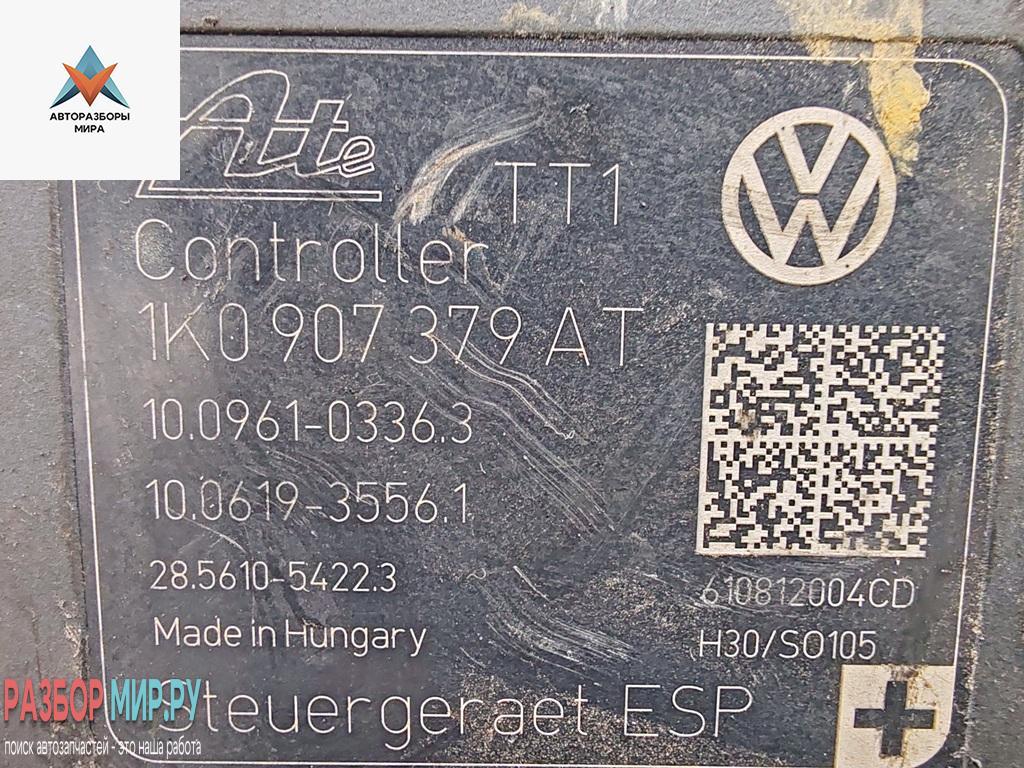 АВТОРАЗБОРЫ
МИРА
Ate
TT1
Controller
1K0 907 379 AT
10.0961-0336.3
10.0619-3556.1
28.5610-5422.3
610812004CD
Made in Hungary
H30/SO105
Steuergeraet ESP
РАЗБОР МИР.РУ
поиск автозапчастей - это наша работа